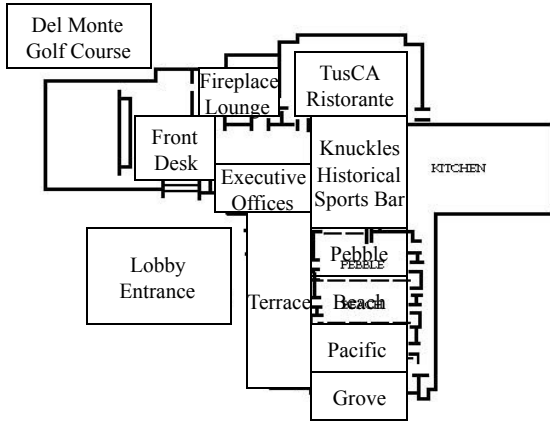 Del Monte
Golf Course
Fireplace
Lounge
TusCA
Ristorante
Front
Desk
Knuckles
Historical
Sports Bar
KITCHEN
Executive
Offices
Lobby
Entrance
Terrace
Pebble
PEBBLE
Beach
BEACH
Pacific
Grove